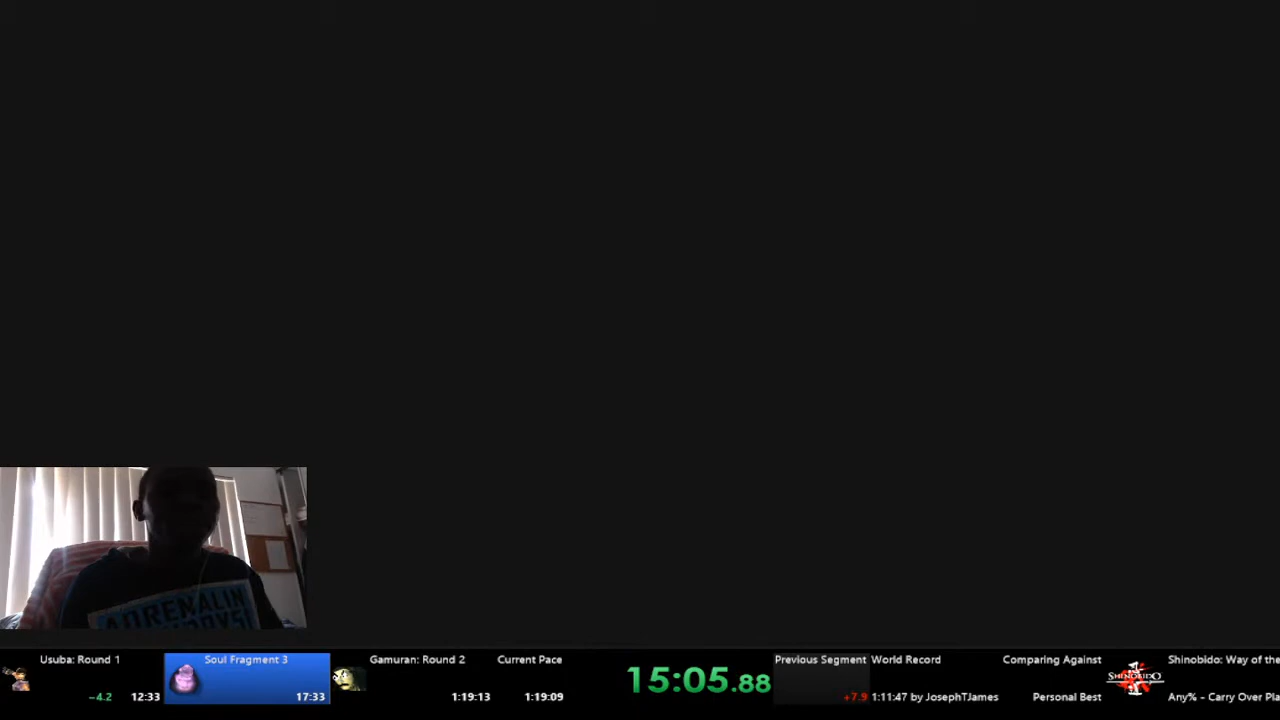 ADRENALIN
Usuba: Round 1
−4.2 12:33
Soul Fragment 3
17:33
Gamuran: Round 2
1:19:13
Current Pace
1:19:09
15:05.88
Previous Segment
+7.9
World Record
1:11:47 by JosephTJames
Comparing Against
Personal Best
SHINOBIDO
Shinobido: Way of the
Any% - Carry Over Pla